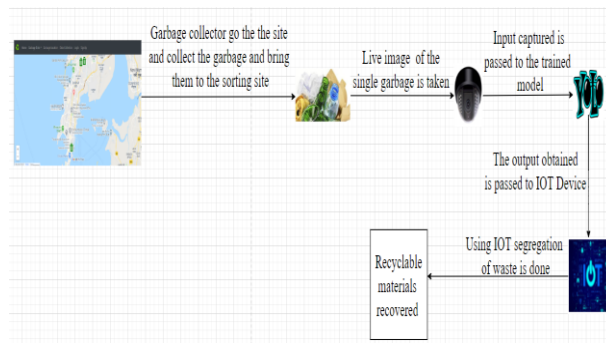 Garbage collector go the the site
and collect the garbage and bring
them to the sorting site
Live image of the
single garbage is taken
Input captured is
passed to the trained
model
The output obtained
is passed to IOT Device
IOT
Using IOT segregation
of waste is done
Recyclable
materials
recovered